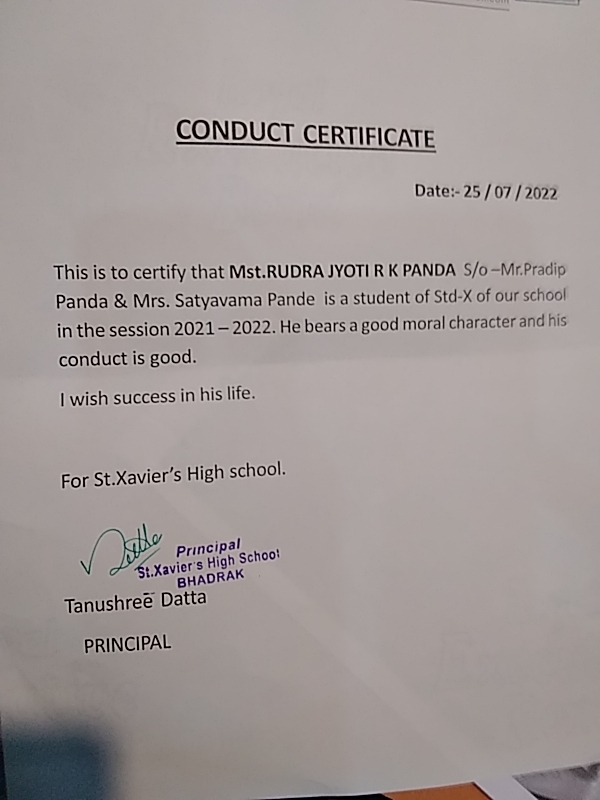 CONDUCT CERTIFICATE
Date:- 25 / 07 / 2022
This is to certify that Mst.RUDRA JYOTI R K PANDA S/o –Mr.Pradip
Panda & Mrs. Satyavama Pande is a student of Std-X of our school
in the session 2021 – 2022. He bears a good moral character and his
conduct is good.
I wish success in his life.
For St.Xavier's High school.
Datta
Principal
St.Xavier's High School
BHADRAK
Tanushree Datta
PRINCIPAL